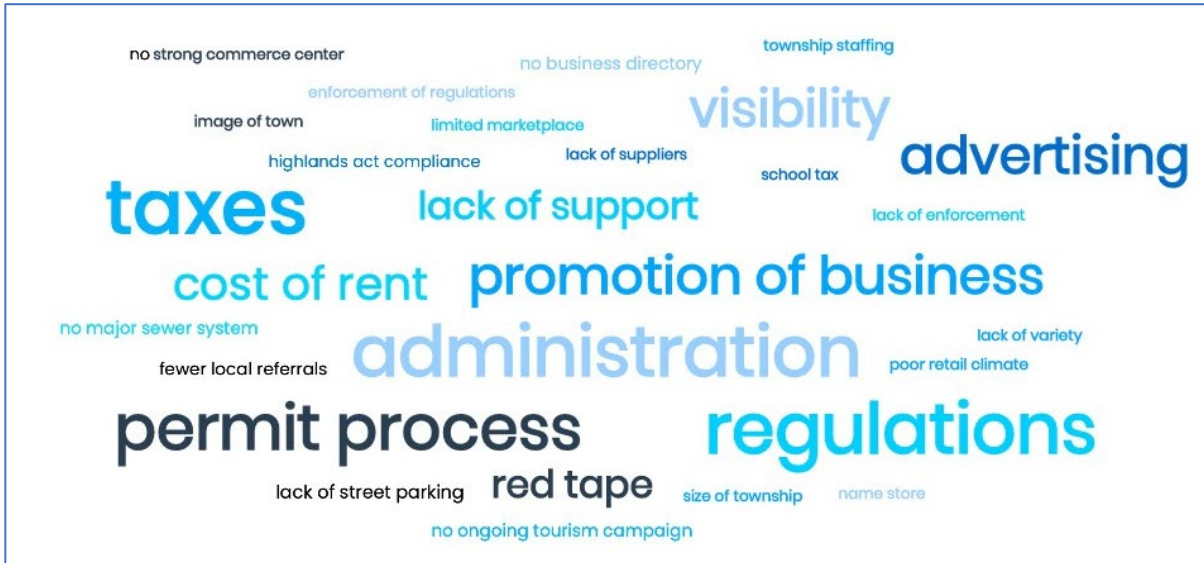 no strong commerce center
township staffing
no business directory
enforcement of regulations
visibility
image of town
limited marketplace
advertising
highlands act compliance
lack of suppliers
school tax
taxes
lack of support
lack of enforcement
cost of rent
promotion of business
no major sewer system
administration
lack of variety
fewer local referrals
poor retail climate
permit process
regulations
lack of street parking
red tape
size of township
name store
no ongoing tourism campaign